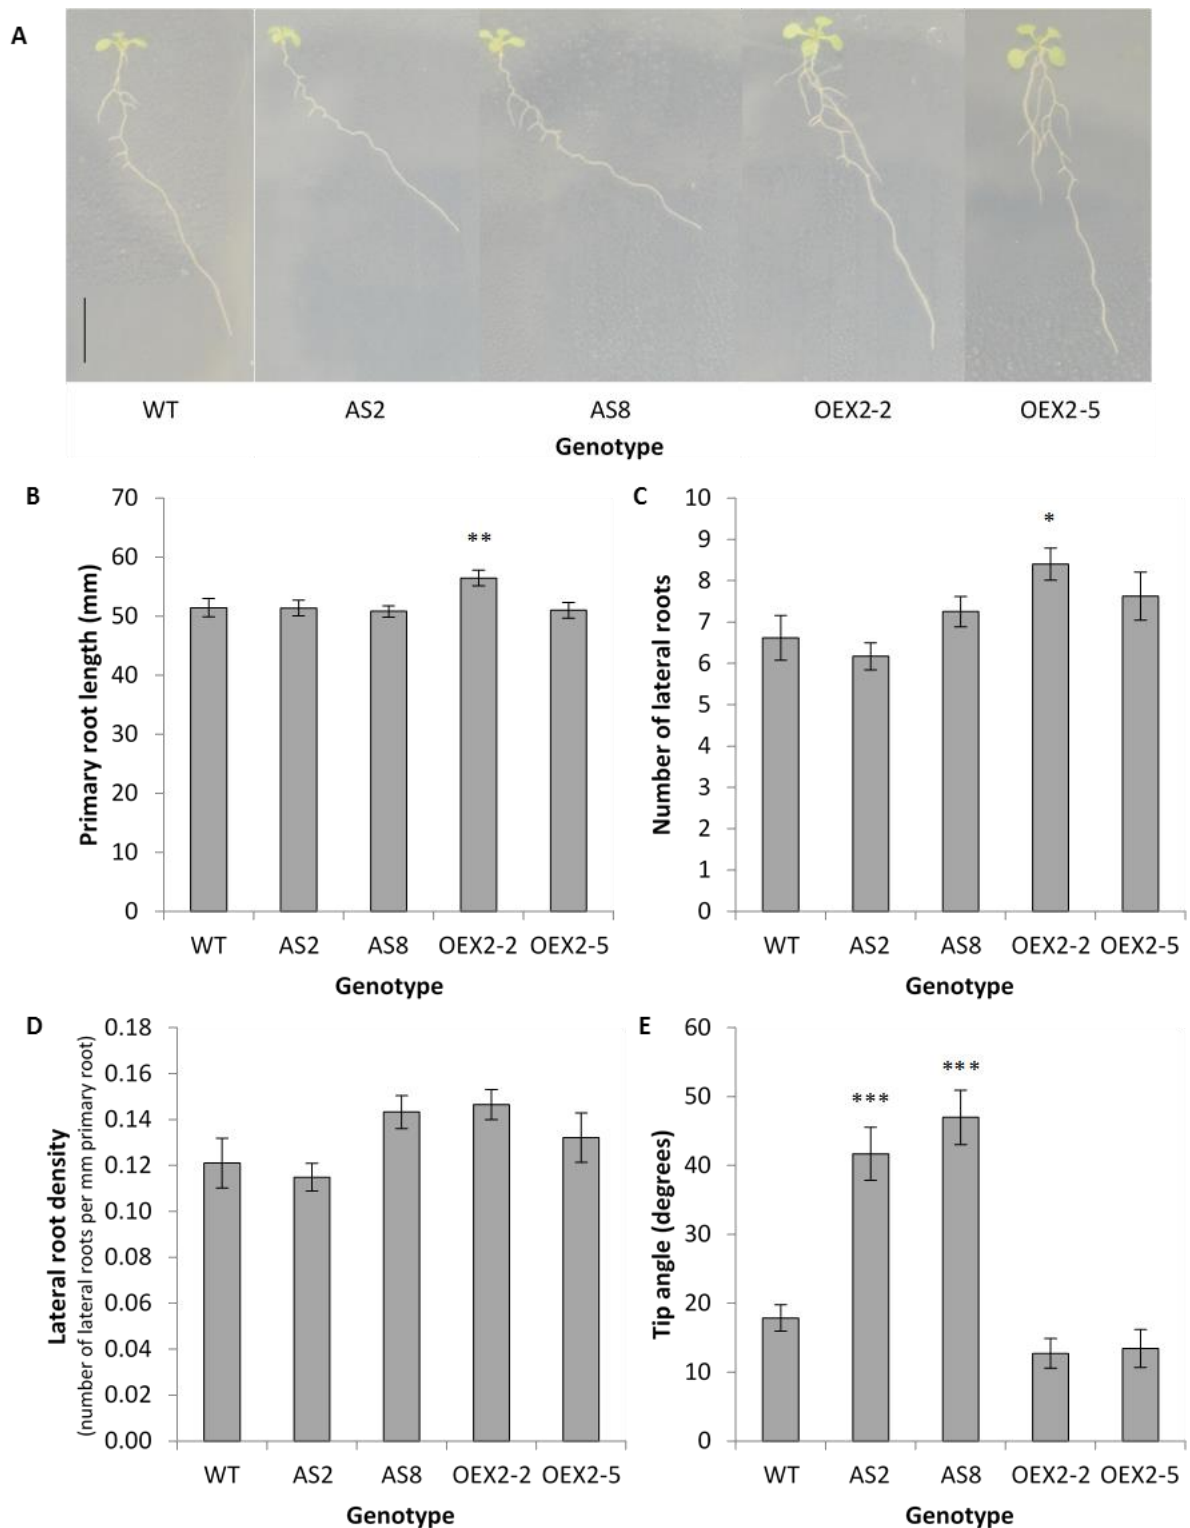 A
WT AS2 AS8 OEX2-2 OEX2-5
Genotype
B
Primary root length (mm)
70
60
50
40
30
20
10
0
**
WT AS2 AS8 OEX2-2 OEX2-5
Genotype
C
Number of lateral roots
10
9
8
7
6
5
4
3
2
1
0
*
WT AS2 AS8 OEX2-2 OEX2-5
Genotype
D
Lateral root density
(number of lateral roots per mm primary root)
0.18
0.16
0.14
0.12
0.10
0.08
0.06
0.04
0.02
0.00
WT AS2 AS8 OEX2-2 OEX2-5
Genotype
E
Tip angle (degrees)
60
50
40
30
20
10
0
***
***
WT AS2 AS8 OEX2-2 OEX2-5
Genotype